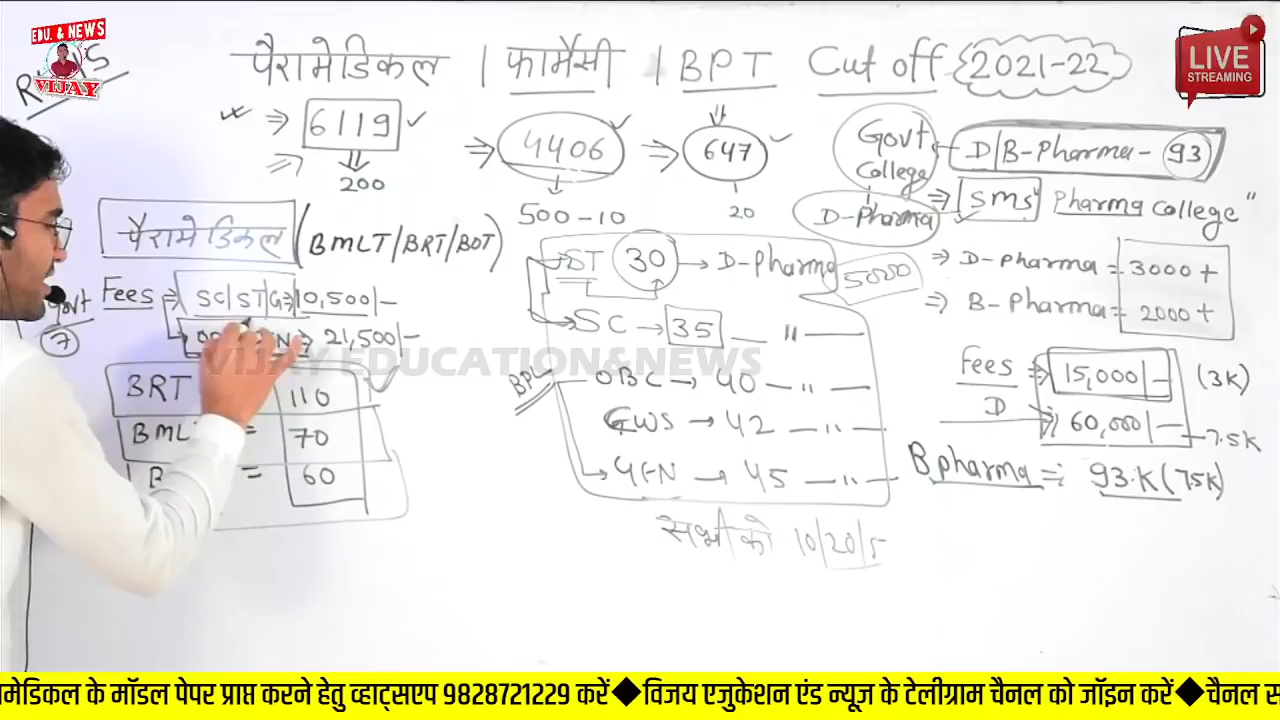 EDU. & NEWS
VIJAY
पैरामेडिकल | फार्मेसी | BPT Cut off 2021-22
LIVE
STREAMING
⇒ 6119 ✓ ⇒ 4406 ✓ ⇒ 647 ✓
200 500-10 20
Govt College D|B-Pharma- 93
D-Pharma ⇒ SMS Pharma College"
⇒ D-Pharma = 3000+
⇒ B-Pharma = 2000+
Fees ⇒ 15,000/- (3K)
D ⇒ 60,000/- 7.5K
B pharma = 93.K (7.5K)
पैरामेडिकल (BMLT/BRT/BOT)
Govt Fees ⇒ SC|ST|G⇒10,500/-
7
⇒ 21,500/-
BRT 110
BML = 70
B = 60
ST 30 → D-Pharma 5000
SC → 35 — " —
BPL OBC → 40 — " —
EWS → 42 — " —
GEN → 45 — " —
सभी को 10/20/5
VIJAY EDUCATION&NEWS
मेडिकल के मॉडल पेपर प्राप्त करने हेतु व्हाट्सएप 9828721229 करें◆विजय एजुकेशन एंड न्यूज के टेलीग्राम चैनल को जॉइन करें◆चैनल